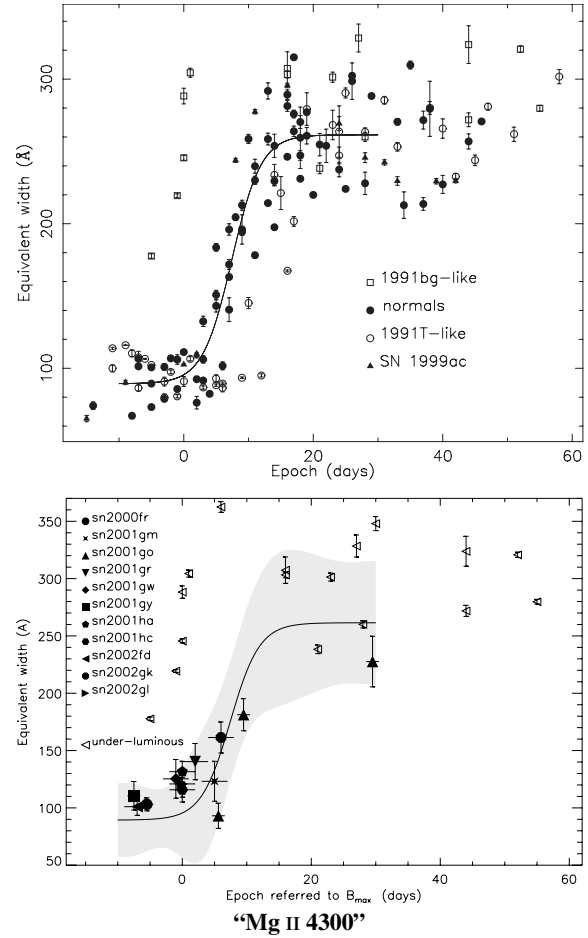 300
200
100
Equivalent width (Å)
1991bg-like
normals
1991T-like
SN 1999ac
0 20 40 60
Epoch (days)
350
300
250
200
150
100
50
Equivalent width (A)
sn2000fr
sn2001gm
sn2001go
sn2001gr
sn2001gw
sn2001gy
sn2001ha
sn2001hc
sn2002fd
sn2002gk
sn2002gl
under-luminous
0 20 40 60
Epoch referred to Bmax (days)
“Mg II 4300”